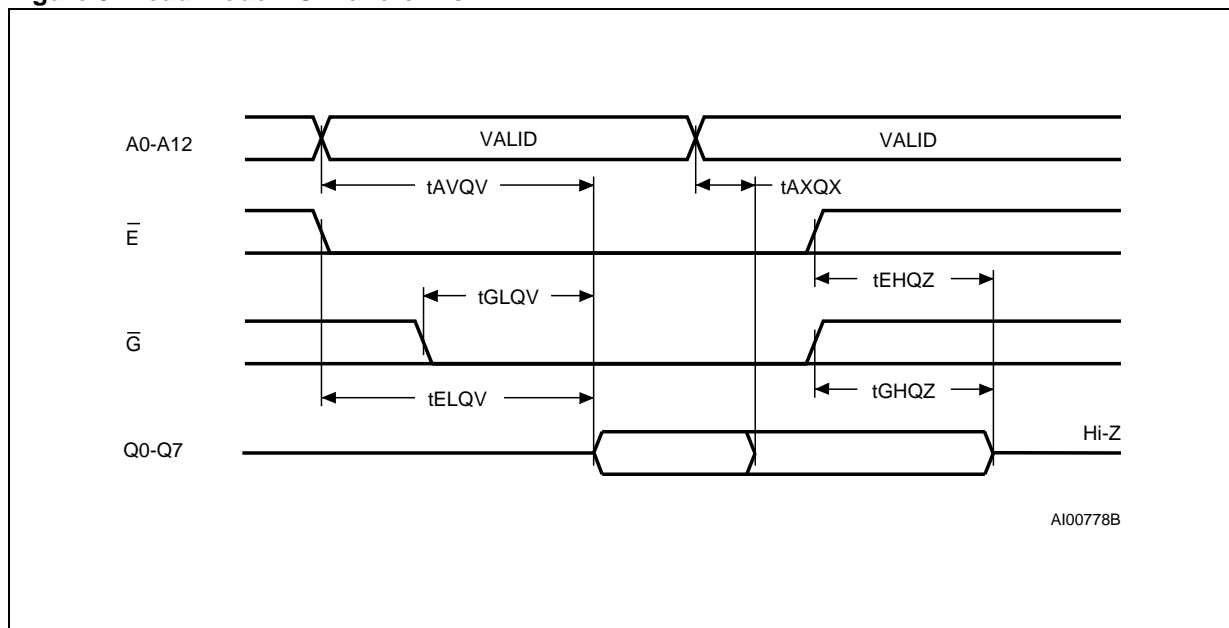 A0-A12
VALID
VALID
tAVQV
tAXQX
E
tEHQZ
tGLQV
G
tGHQZ
tELQV
Hi-Z
Q0-Q7
AI00778B